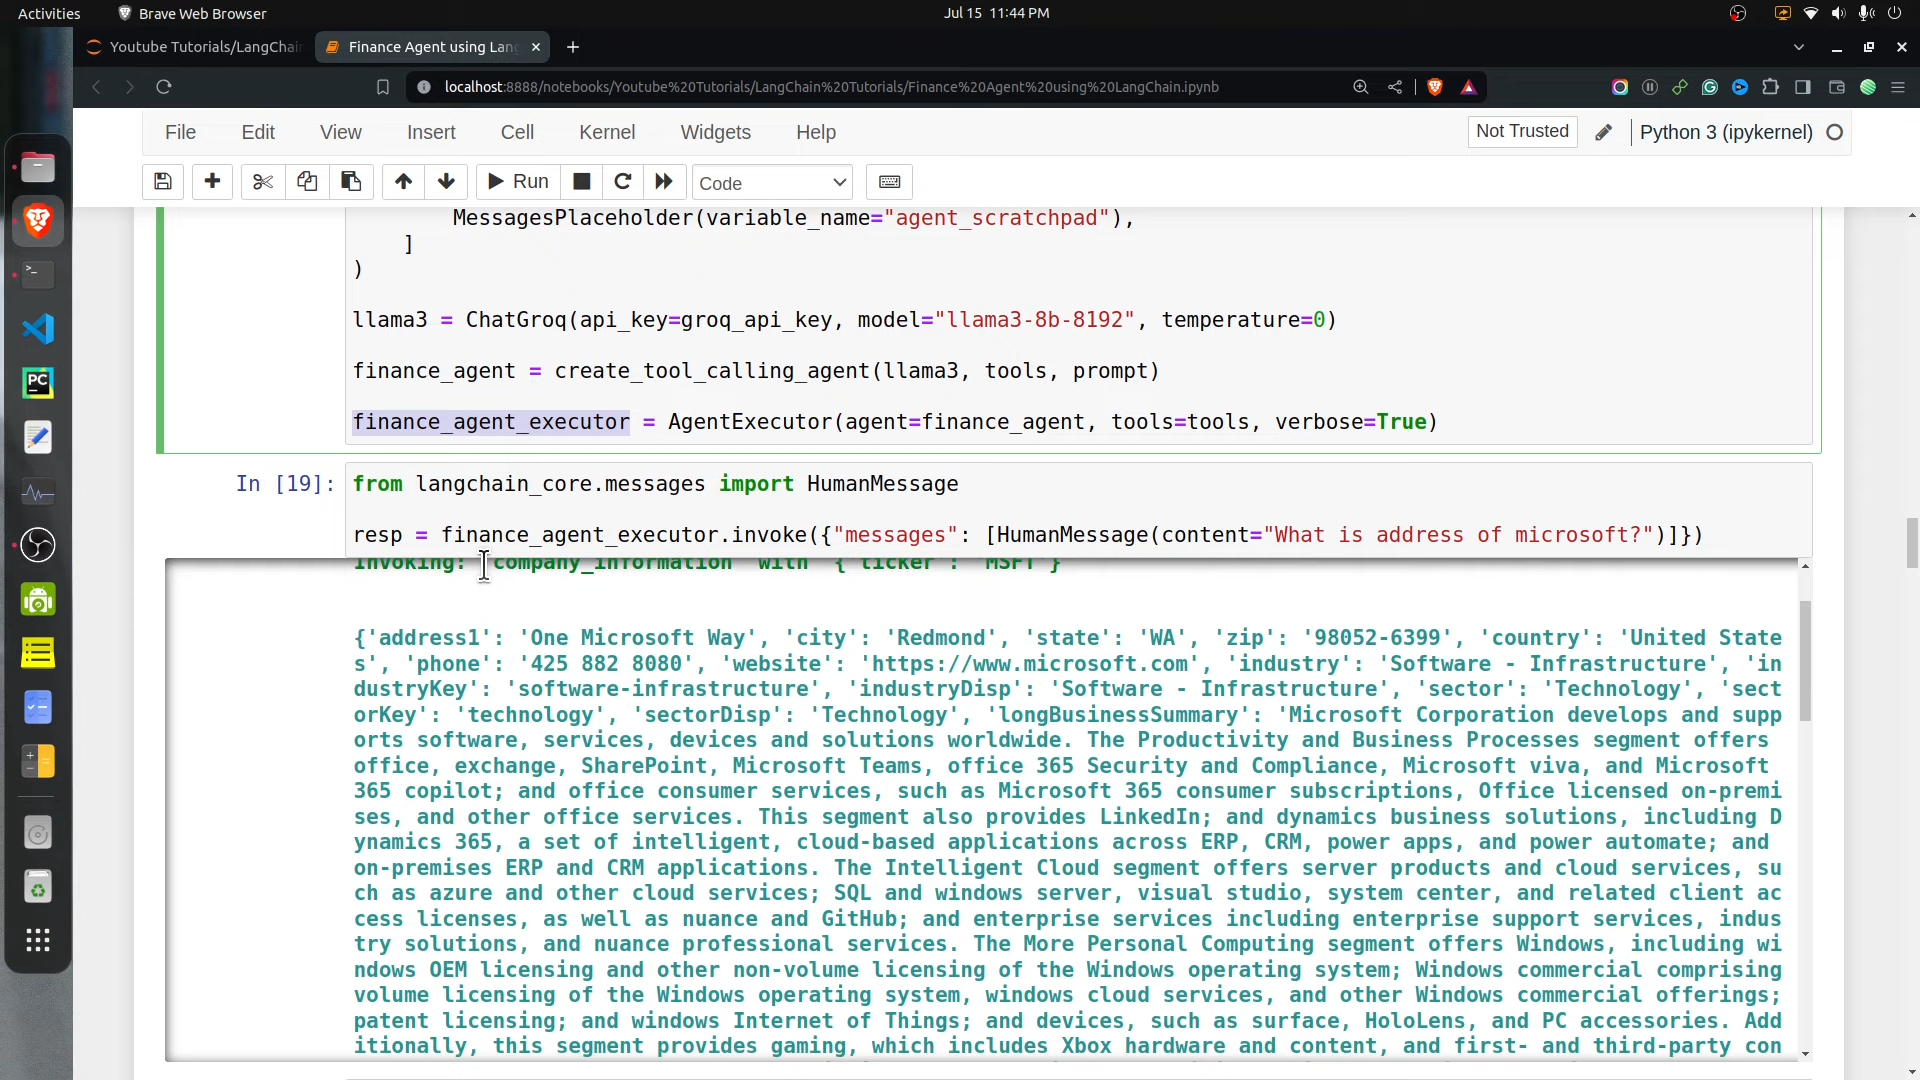 Activities Brave Web Browser Jul 15 11:44 PM
Youtube Tutorials/LangChai Finance Agent using Lan
localhost:8888/notebooks/Youtube%20Tutorials/LangChain%20Tutorials/Finance%20Agent%20using%20LangChain.ipynb
File Edit View Insert Cell Kernel Widgets Help Not Trusted Python 3 (ipykernel)
Run Code
MessagesPlaceholder(variable_name="agent_scratchpad"),
]
)
llama3 = ChatGroq(api_key=groq_api_key, model="llama3-8b-8192", temperature=0)
finance_agent = create_tool_calling_agent(llama3, tools, prompt)
finance_agent_executor = AgentExecutor(agent=finance_agent, tools=tools, verbose=True)
In [19]: from langchain_core.messages import HumanMessage
resp = finance_agent_executor.invoke({"messages": [HumanMessage(content="What is address of microsoft?")]})
Invoking: `company_information` with `{'ticker': 'MSFT'}`
{'address1': 'One Microsoft Way', 'city': 'Redmond', 'state': 'WA', 'zip': '98052-6399', 'country': 'United State
s', 'phone': '425 882 8080', 'website': 'https://www.microsoft.com', 'industry': 'Software - Infrastructure', 'in
dustryKey': 'software-infrastructure', 'industryDisp': 'Software - Infrastructure', 'sector': 'Technology', 'sect
orKey': 'technology', 'sectorDisp': 'Technology', 'longBusinessSummary': 'Microsoft Corporation develops and supp
orts software, services, devices and solutions worldwide. The Productivity and Business Processes segment offers
office, exchange, SharePoint, Microsoft Teams, office 365 Security and Compliance, Microsoft viva, and Microsoft
365 copilot; and office consumer services, such as Microsoft 365 consumer subscriptions, Office licensed on-premi
ses, and other office services. This segment also provides LinkedIn; and dynamics business solutions, including D
ynamics 365, a set of intelligent, cloud-based applications across ERP, CRM, power apps, and power automate; and
on-premises ERP and CRM applications. The Intelligent Cloud segment offers server products and cloud services, su
ch as azure and other cloud services; SQL and windows server, visual studio, system center, and related client ac
cess licenses, as well as nuance and GitHub; and enterprise services including enterprise support services, indus
try solutions, and nuance professional services. The More Personal Computing segment offers Windows, including wi
ndows OEM licensing and other non-volume licensing of the Windows operating system; Windows commercial comprising
volume licensing of the Windows operating system, windows cloud services, and other Windows commercial offerings;
patent licensing; and windows Internet of Things; and devices, such as surface, HoloLens, and PC accessories. Add
itionally, this segment provides gaming, which includes Xbox hardware and content, and first- and third-party con